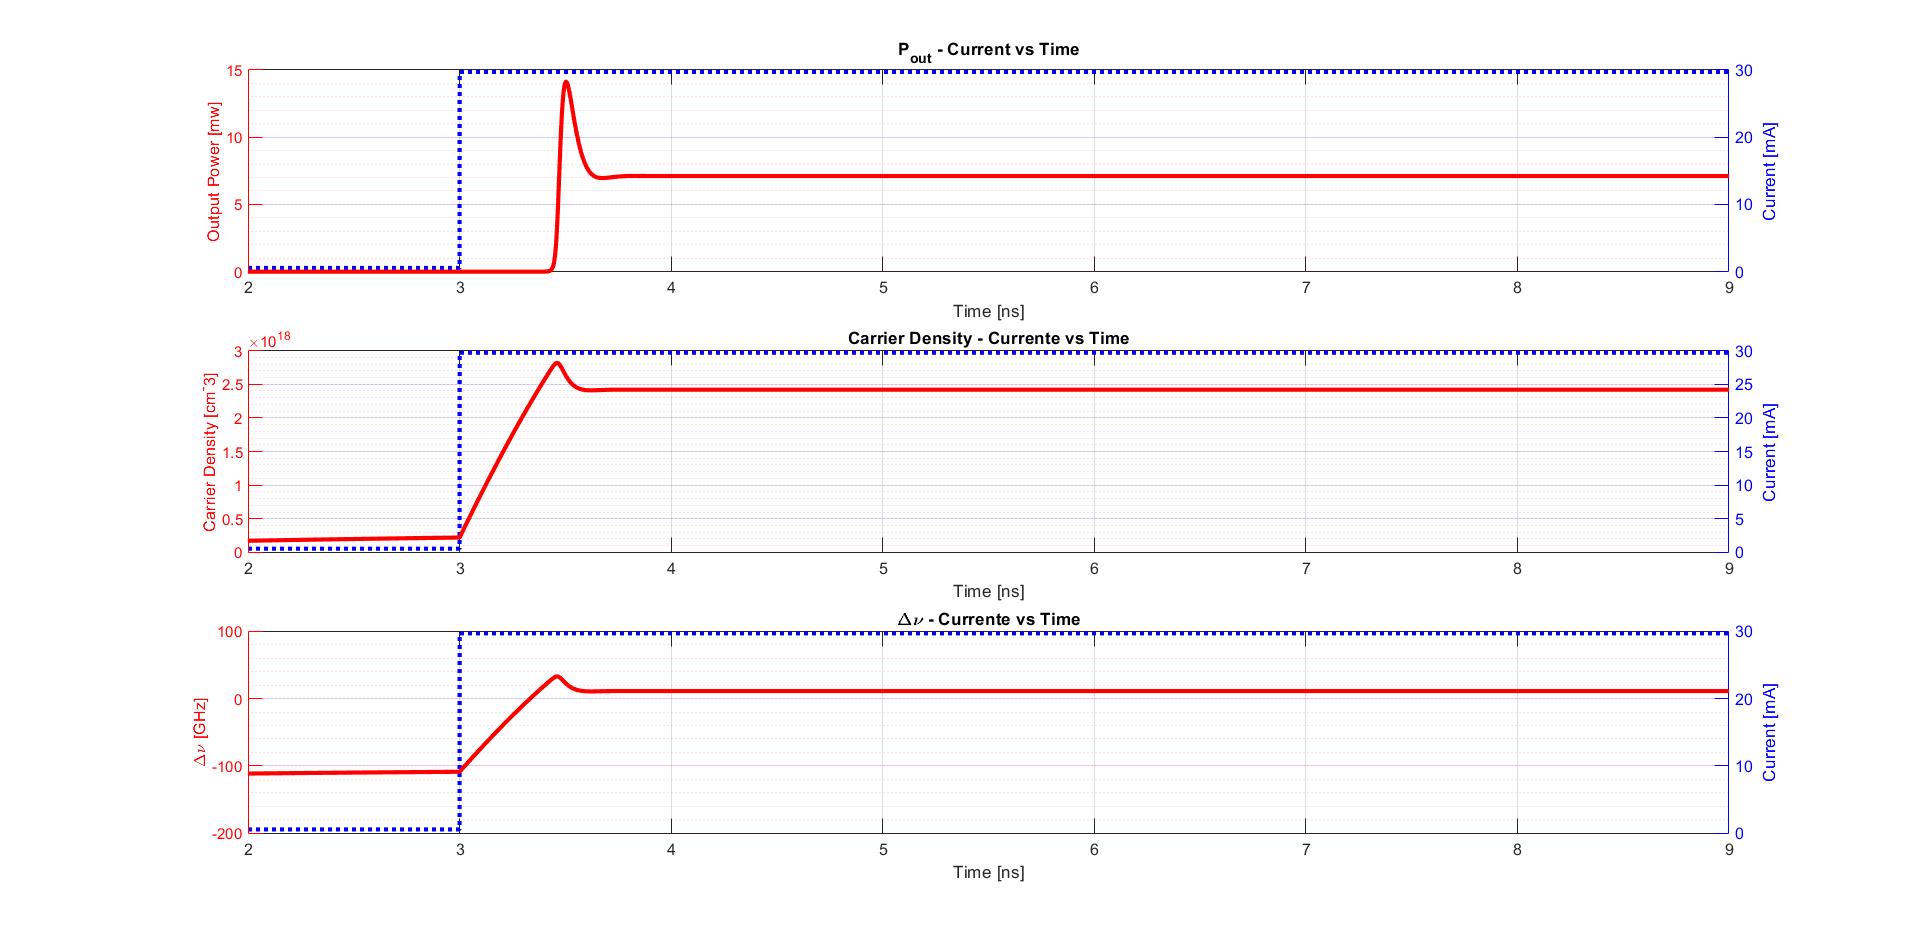 P_out - Current vs Time
15
10
5
0
30
20
10
0
Output Power [mw]
Current [mA]
2 3 4 5 6 7 8 9
Time [ns]
Carrier Density - Currente vs Time
×10^18
3
2.5
2
1.5
1
0.5
0
30
25
20
15
10
5
0
Carrier Density [cm^-3]
Current [mA]
2 3 4 5 6 7 8 9
Time [ns]
Δν - Currente vs Time
100
0
-100
-200
30
20
10
0
Δν [GHz]
Current [mA]
2 3 4 5 6 7 8 9
Time [ns]